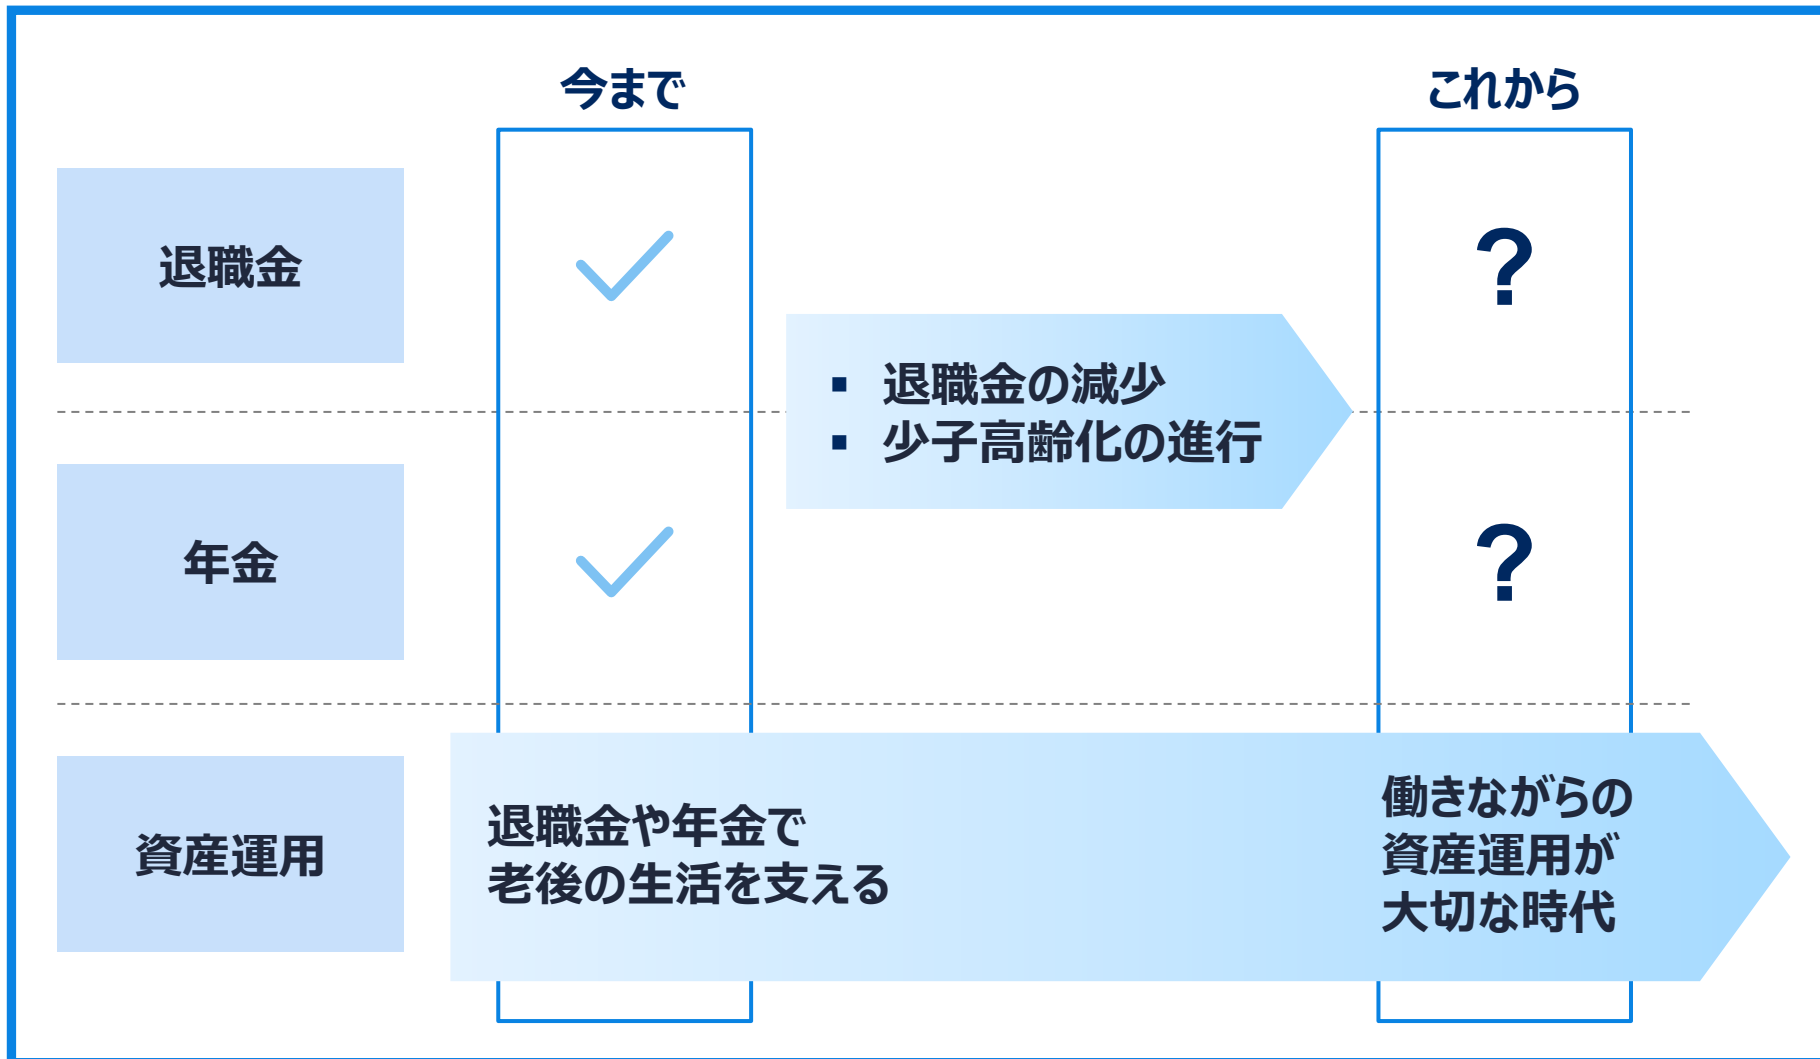 今まで
これから
退職金
?
▪ 退職金の減少
▪ 少子高齢化の進行
年金
?
資産運用
退職金や年金で
老後の生活を支える
働きながらの
資産運用が
大切な時代